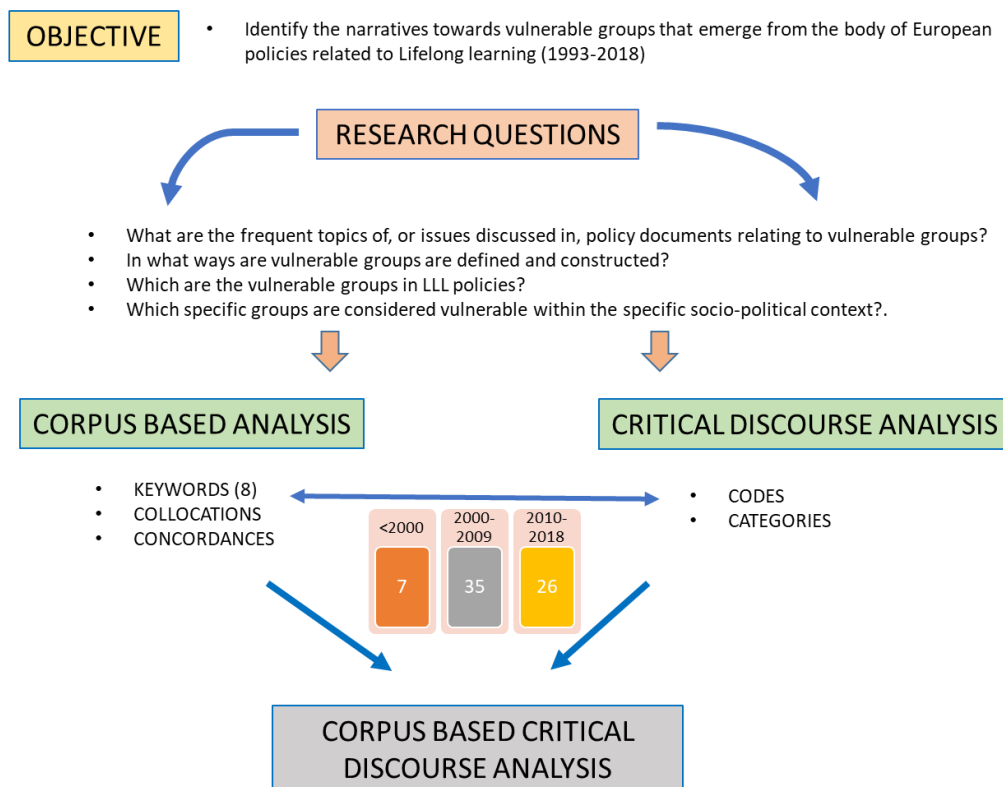 OBJECTIVE
• Identify the narratives towards vulnerable groups that emerge from the body of European
policies related to Lifelong learning (1993-2018)
RESEARCH QUESTIONS
• What are the frequent topics of, or issues discussed in, policy documents relating to vulnerable groups?
• In what ways are vulnerable groups are defined and constructed?
• Which are the vulnerable groups in LLL policies?
• Which specific groups are considered vulnerable within the specific socio-political context?.
CORPUS BASED ANALYSIS
CRITICAL DISCOURSE ANALYSIS
• KEYWORDS (8)
• COLLOCATIONS
• CONCORDANCES
• CODES
• CATEGORIES
<2000
2000-
2009
2010-
2018
7
35
26
CORPUS BASED CRITICAL
DISCOURSE ANALYSIS